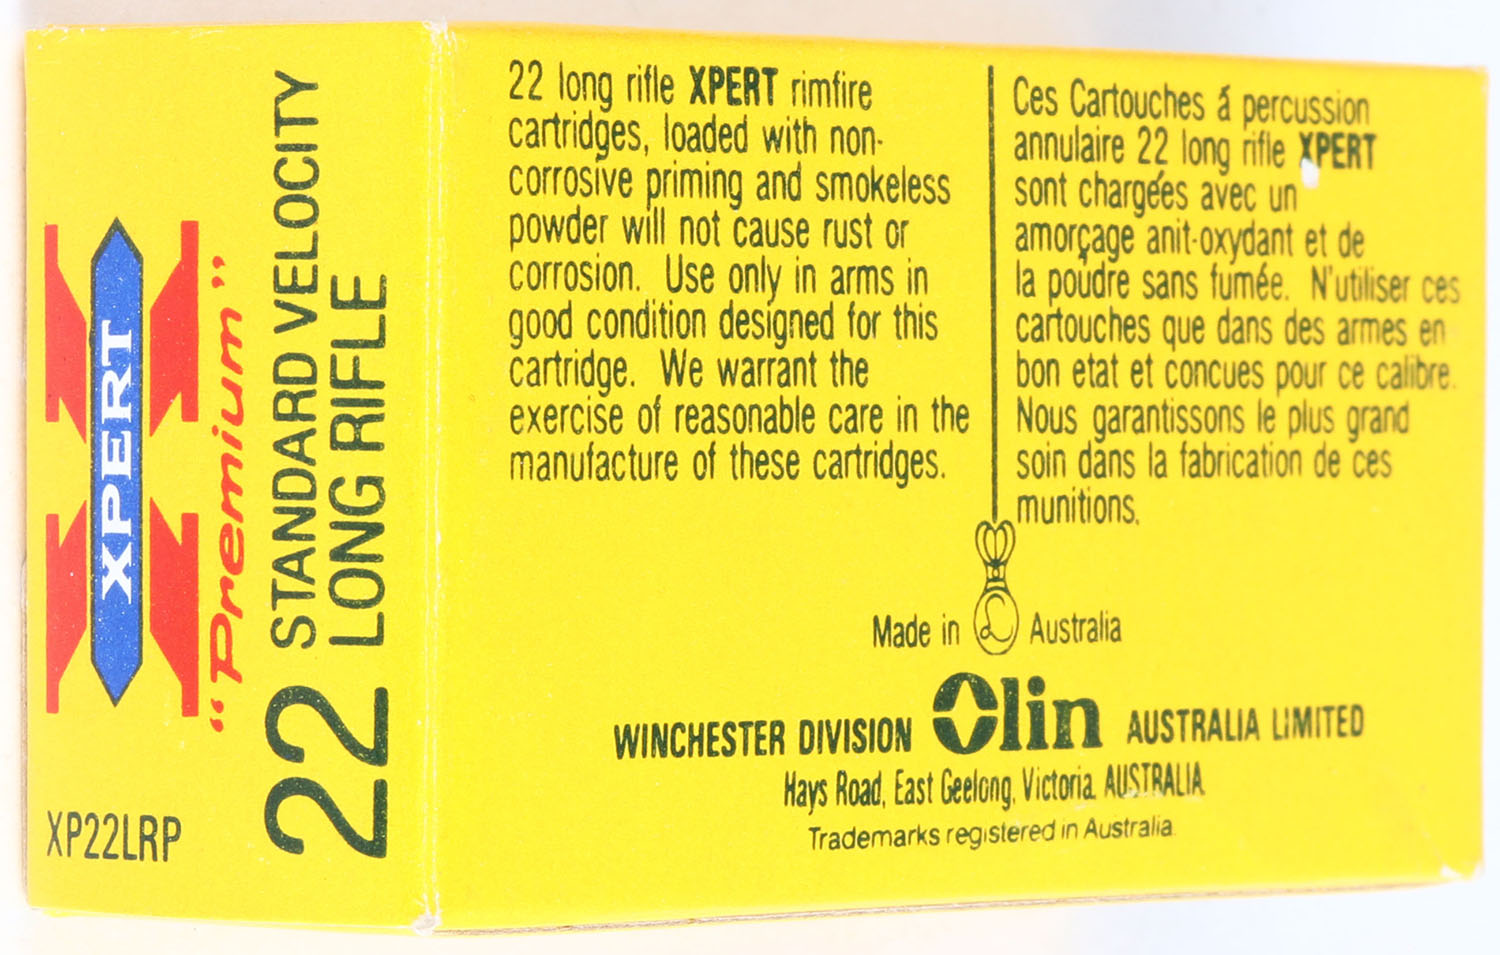 XPERT
"Premium"
22 STANDARD VELOCITY
LONG RIFLE
XP22LRP
22 long rifle XPERT rimfire
cartridges, loaded with non-
corrosive priming and smokeless
powder will not cause rust or
corrosion. Use only in arms in
good condition designed for this
cartridge. We warrant the
exercise of reasonable care in the
manufacture of these cartridges.
Ces Cartouches á percussion
annulaire 22 long rifle XPERT
sont chargées avec un
amorçage anit-oxydant et de
la poudre sans fumée. N'utiliser ces
cartouches que dans des armes en
bon etat et concues pour ce calibre.
Nous garantissons le plus grand
soin dans la fabrication de ces
munitions.
Made in Australia
WINCHESTER DIVISION Olin AUSTRALIA LIMITED
Hays Road, East Geelong, Victoria, AUSTRALIA
Trademarks registered in Australia.